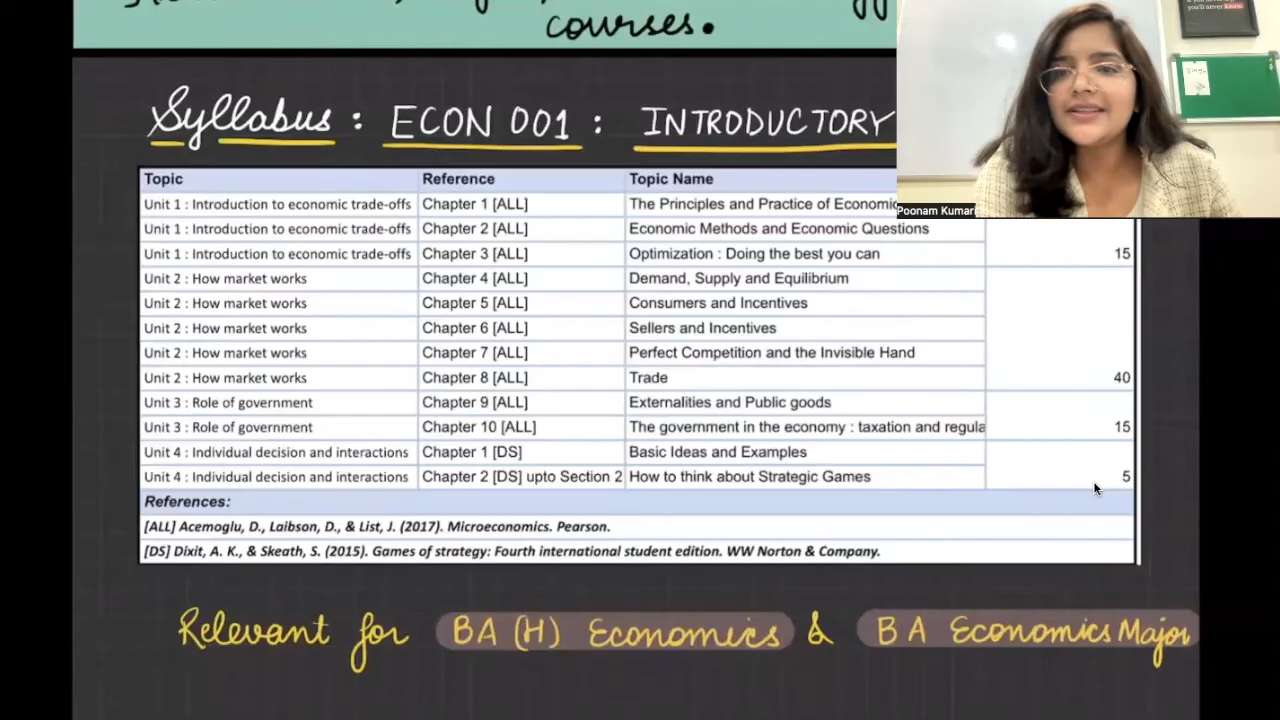 courses.
you'll never know.
Syllabus : ECON 001 : INTRODUCTORY
Poonam Kumari
Topic Reference Topic Name
Unit 1 : Introduction to economic trade-offs Chapter 1 [ALL] The Principles and Practice of Economic
Unit 1 : Introduction to economic trade-offs Chapter 2 [ALL] Economic Methods and Economic Questions
Unit 1 : Introduction to economic trade-offs Chapter 3 [ALL] Optimization : Doing the best you can 15
Unit 2 : How market works Chapter 4 [ALL] Demand, Supply and Equilibrium
Unit 2 : How market works Chapter 5 [ALL] Consumers and Incentives
Unit 2 : How market works Chapter 6 [ALL] Sellers and Incentives
Unit 2 : How market works Chapter 7 [ALL] Perfect Competition and the Invisible Hand
Unit 2 : How market works Chapter 8 [ALL] Trade 40
Unit 3 : Role of government Chapter 9 [ALL] Externalities and Public goods
Unit 3 : Role of government Chapter 10 [ALL] The government in the economy : taxation and regula 15
Unit 4 : Individual decision and interactions Chapter 1 [DS] Basic Ideas and Examples
Unit 4 : Individual decision and interactions Chapter 2 [DS] upto Section 2 How to think about Strategic Games 5
References:
[ALL] Acemoglu, D., Laibson, D., & List, J. (2017). Microeconomics. Pearson.
[DS] Dixit, A. K., & Skeath, S. (2015). Games of strategy: Fourth international student edition. WW Norton & Company.
Relevant for BA (H) Economics & BA Economics Major